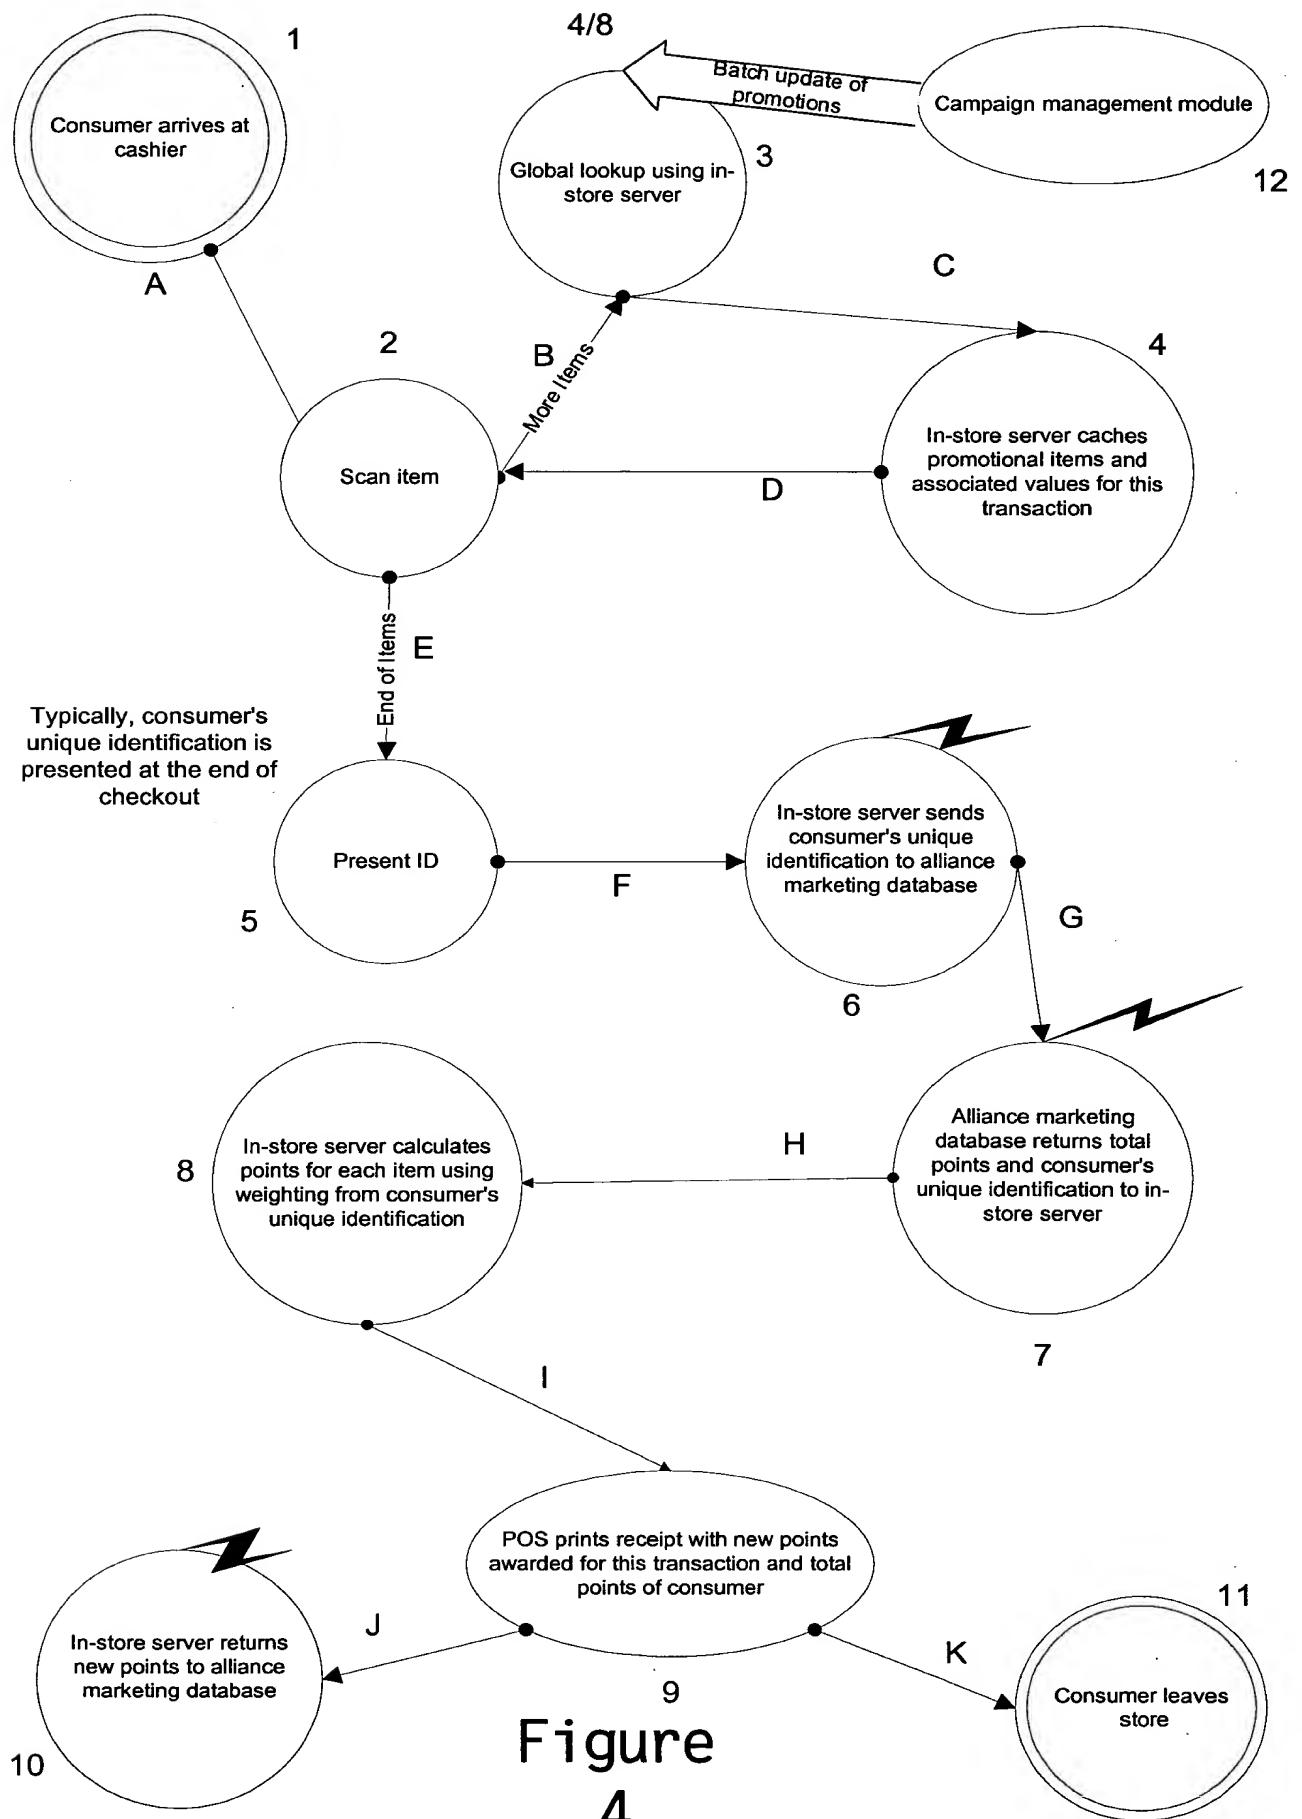 1
4/8
Batch update of
promotions
Campaign management module
12
Consumer arrives at
cashier
3
Global lookup using in-
store server
A
C
2
B
More Items
4
Scan item
In-store server caches
promotional items and
associated values for this
transaction
D
End of Items
E
Typically, consumer's
unique identification is
presented at the end of
checkout
Present ID
5
F
In-store server sends
consumer's unique
identification to alliance
marketing database
6
G
Alliance marketing
database returns total
points and consumer's
unique identification to in-
store server
7
H
8
In-store server calculates
points for each item using
weighting from consumer's
unique identification
I
POS prints receipt with new points
awarded for this transaction and total
points of consumer
9
J
In-store server returns
new points to alliance
marketing database
10
K
11
Consumer leaves
store
Figure
4